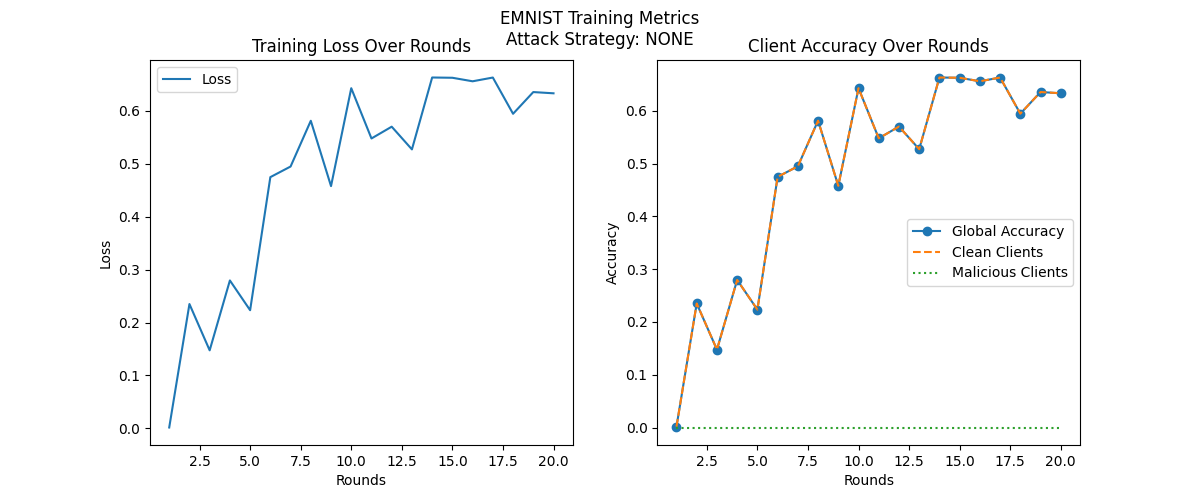 EMNIST Training Metrics
Attack Strategy: NONE
Training Loss Over Rounds
Loss
0.6
0.5
0.4
0.3
0.2
0.1
0.0
Loss
2.5 5.0 7.5 10.0 12.5 15.0 17.5 20.0
Rounds
Client Accuracy Over Rounds
0.6
0.5
0.4
0.3
0.2
0.1
0.0
Accuracy
Global Accuracy
Clean Clients
Malicious Clients
2.5 5.0 7.5 10.0 12.5 15.0 17.5 20.0
Rounds